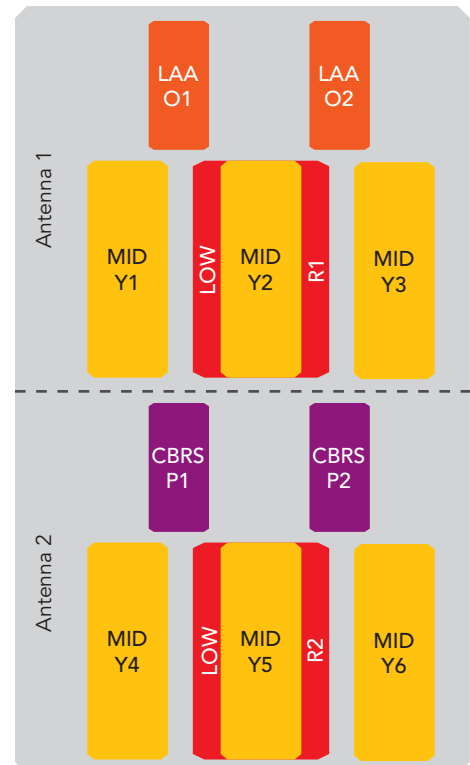 LAA
O1
LAA
O2
Antenna 1
MID
Y1
LOW
MID
Y2
R1
MID
Y3
CBRS
P1
CBRS
P2
Antenna 2
MID
Y4
LOW
MID
Y5
R2
MID
Y6